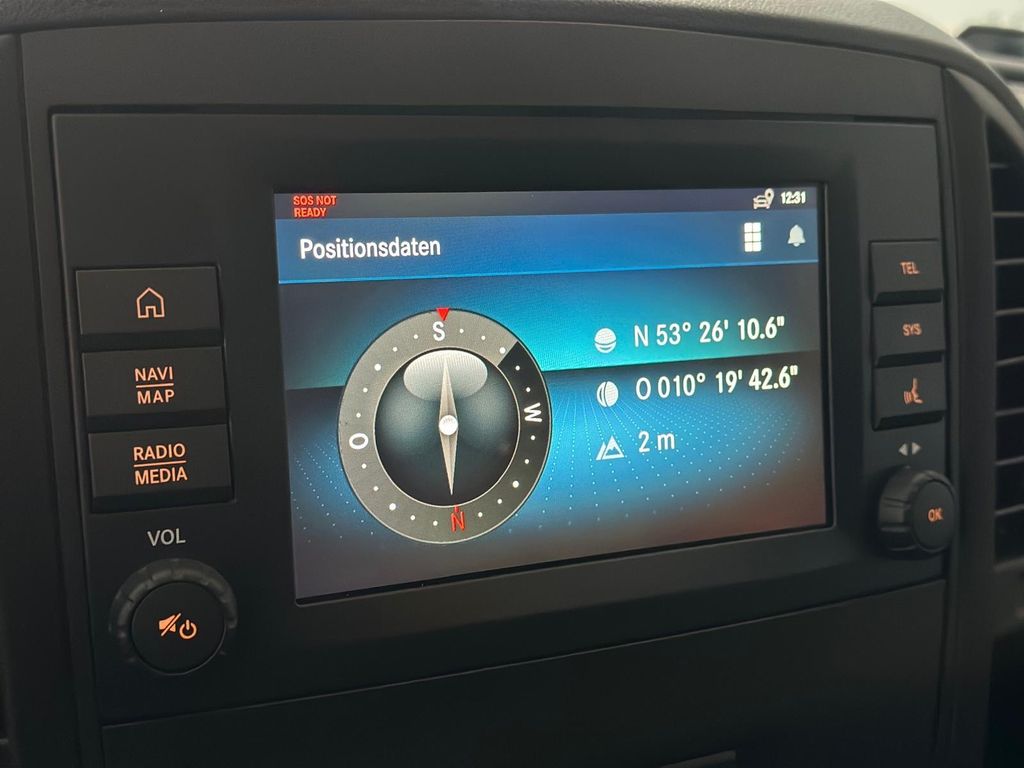 SOS NOT
READY
12:31
Positionsdaten
NAVI
MAP
RADIO
MEDIA
VOL
S
W
N
O
N 53° 26' 10.6"
O 010° 19' 42.6"
2 m
TEL
SYS
OK